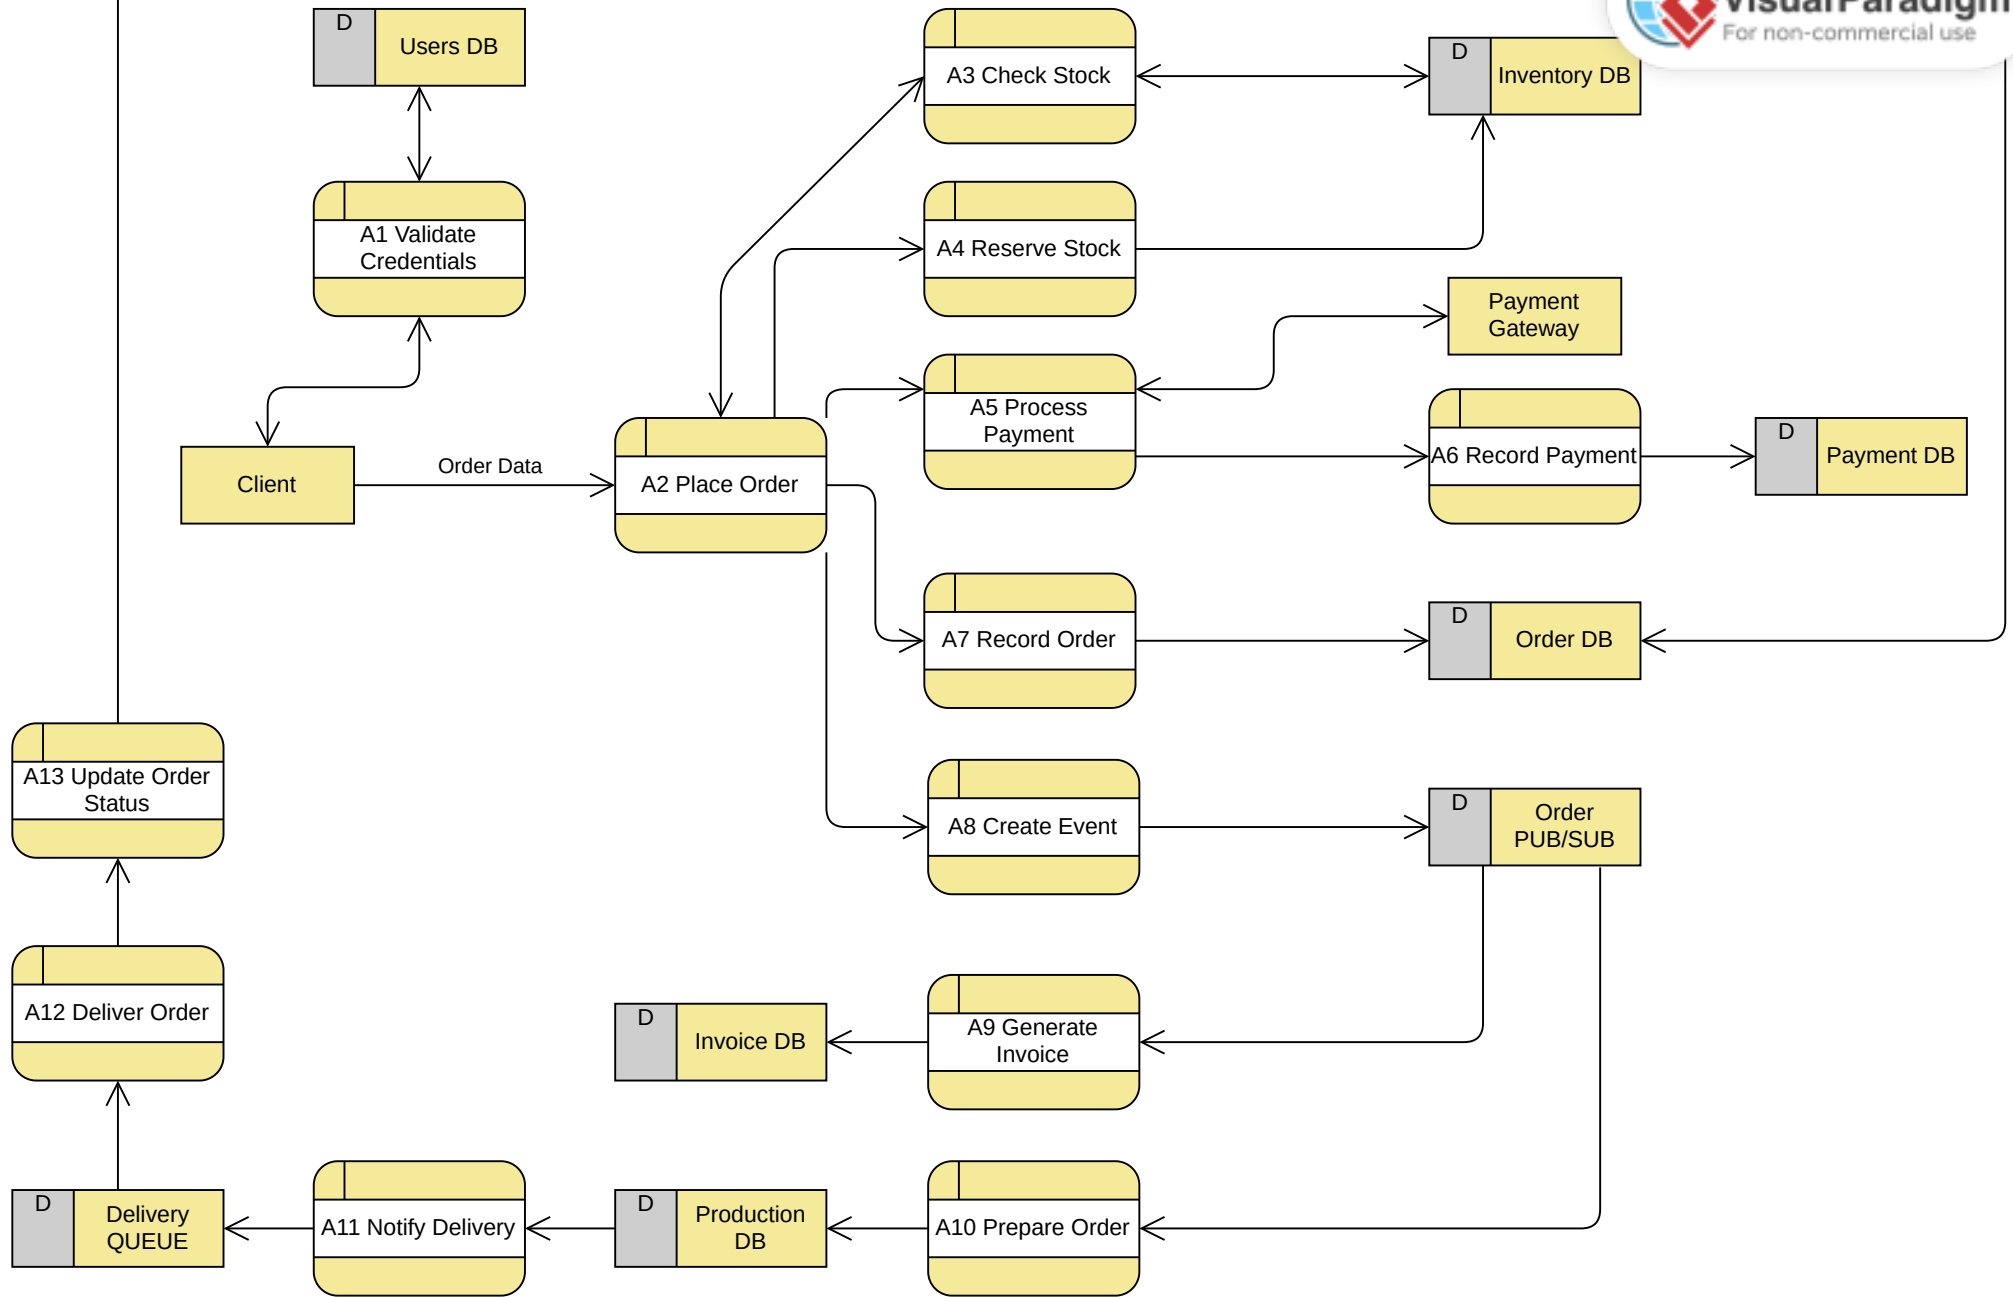 VisualParadigm
For non-commercial use
D
Users DB
A3 Check Stock
D
Inventory DB
A1 Validate
Credentials
A4 Reserve Stock
Payment
Gateway
A5 Process
Payment
Client
Order Data
A2 Place Order
A6 Record Payment
D
Payment DB
A7 Record Order
D
Order DB
A13 Update Order
Status
A8 Create Event
D
Order
PUB/SUB
A12 Deliver Order
D
Invoice DB
A9 Generate
Invoice
D
Delivery
QUEUE
A11 Notify Delivery
D
Production
DB
A10 Prepare Order